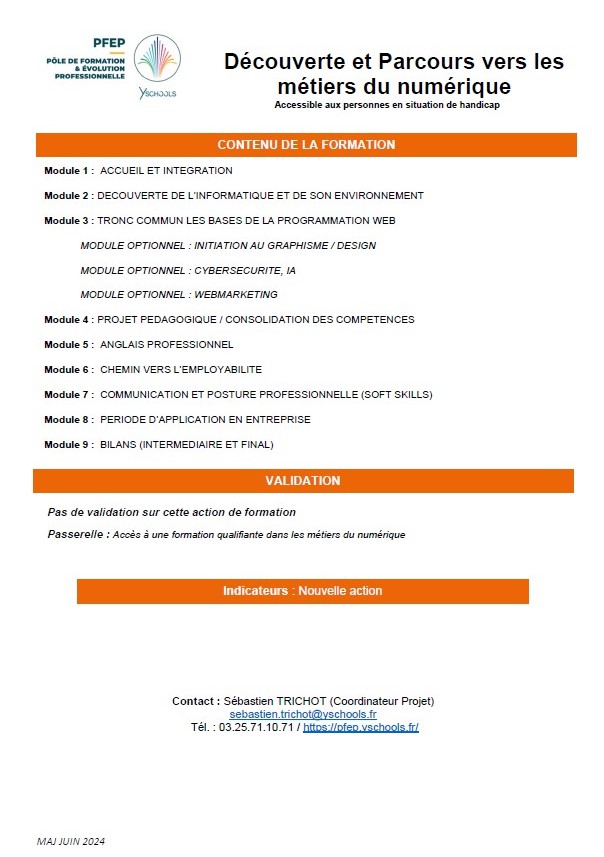 PFEP
PÔLE DE FORMATION
& ÉVOLUTION
PROFESSIONNELLE
YSCHOOLS
Découverte et Parcours vers les
métiers du numérique
Accessible aux personnes en situation de handicap
CONTENU DE LA FORMATION
Module 1 : ACCUEIL ET INTEGRATION
Module 2 : DECOUVERTE DE L'INFORMATIQUE ET DE SON ENVIRONNEMENT
Module 3 : TRONC COMMUN LES BASES DE LA PROGRAMMATION WEB
MODULE OPTIONNEL : INITIATION AU GRAPHISME / DESIGN
MODULE OPTIONNEL : CYBERSECURITE, IA
MODULE OPTIONNEL : WEBMARKETING
Module 4 : PROJET PEDAGOGIQUE / CONSOLIDATION DES COMPETENCES
Module 5 : ANGLAIS PROFESSIONNEL
Module 6 : CHEMIN VERS L'EMPLOYABILITE
Module 7 : COMMUNICATION ET POSTURE PROFESSIONNELLE (SOFT SKILLS)
Module 8 : PERIODE D'APPLICATION EN ENTREPRISE
Module 9 : BILANS (INTERMEDIAIRE ET FINAL)
VALIDATION
Pas de validation sur cette action de formation
Passerelle : Accès à une formation qualifiante dans les métiers du numérique
Indicateurs : Nouvelle action
Contact : Sébastien TRICHOT (Coordinateur Projet)
sebastien.trichot@yschools.fr
Tél. : 03.25.71.10.71 / https://pfep.yschools.fr/
MAJ JUIN 2024